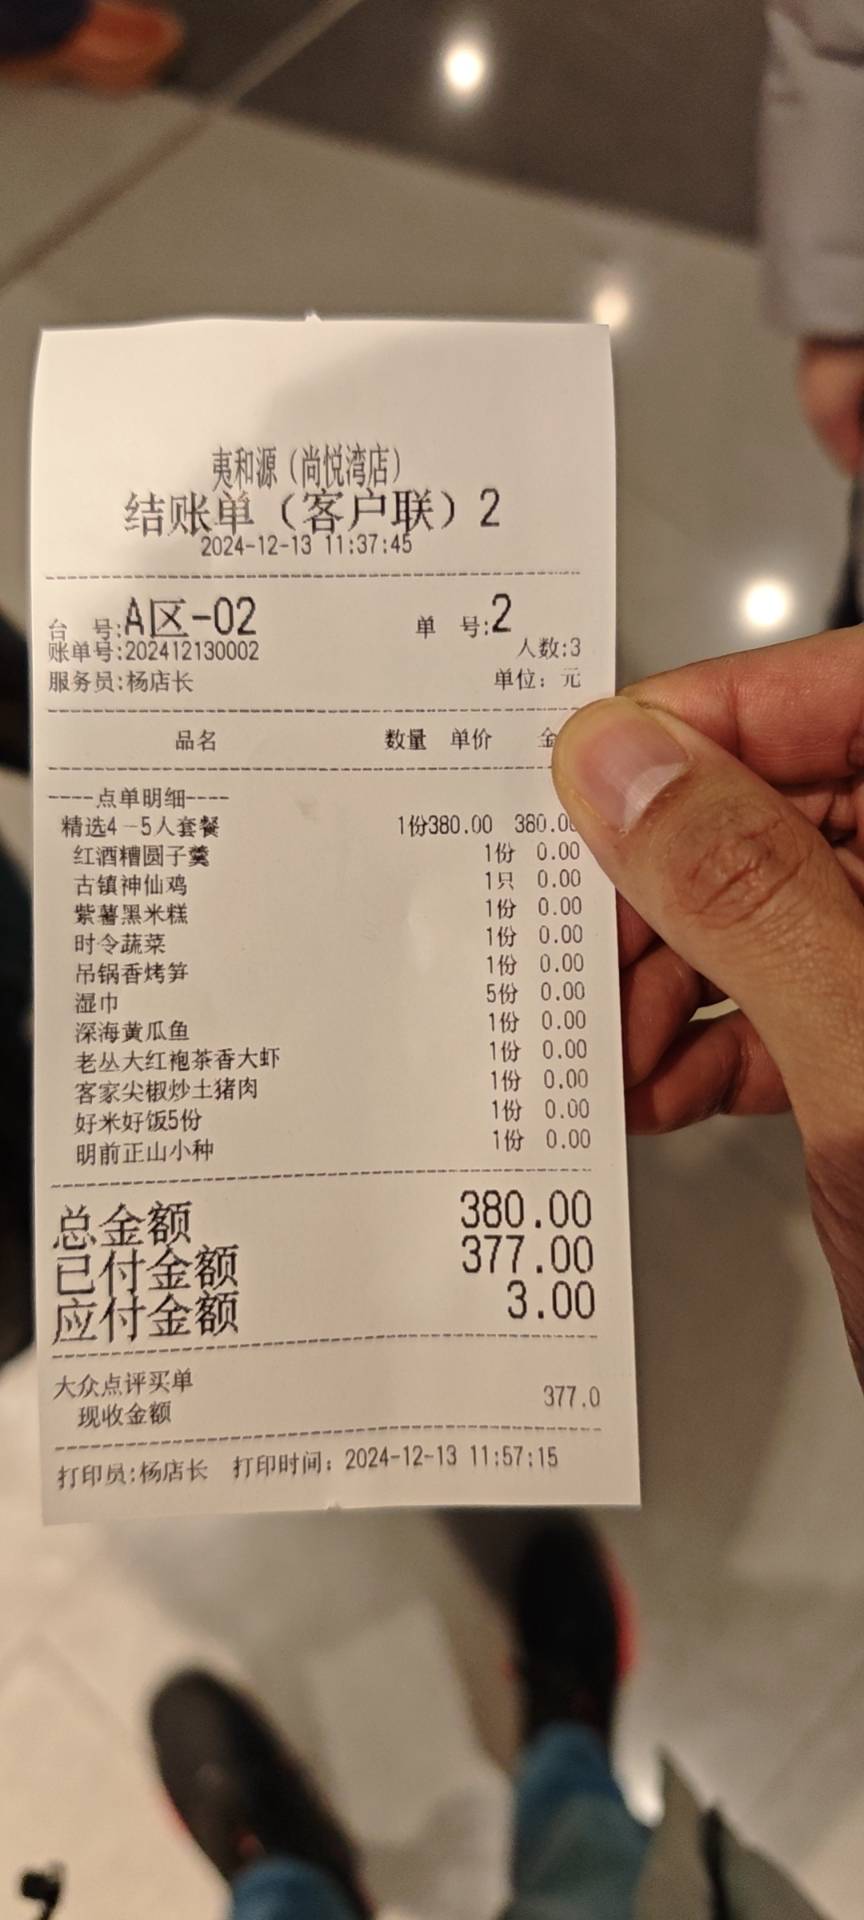 夷和源（尚悦湾店）
结账单（客户联）2
2024-12-13 11:37:45
台 号:A区-02 单 号:2
账单号:202412130002 人数:3
服务员:杨店长 单位：元
品名 数量 单价 金
----点单明细----
精选4-5人套餐 1份380.00 380.00
红酒糟圆子羹 1份 0.00
古镇神仙鸡 1只 0.00
紫薯黑米糕 1份 0.00
时令蔬菜 1份 0.00
吊锅香烤笋 1份 0.00
湿巾 5份 0.00
深海黄瓜鱼 1份 0.00
老丛大红袍茶香大虾 1份 0.00
客家尖椒炒土猪肉 1份 0.00
好米好饭5份 1份 0.00
明前正山小种 1份 0.00
总金额 380.00
已付金额 377.00
应付金额 3.00
大众点评买单 377.0
现收金额
打印员:杨店长 打印时间：2024-12-13 11:57:15